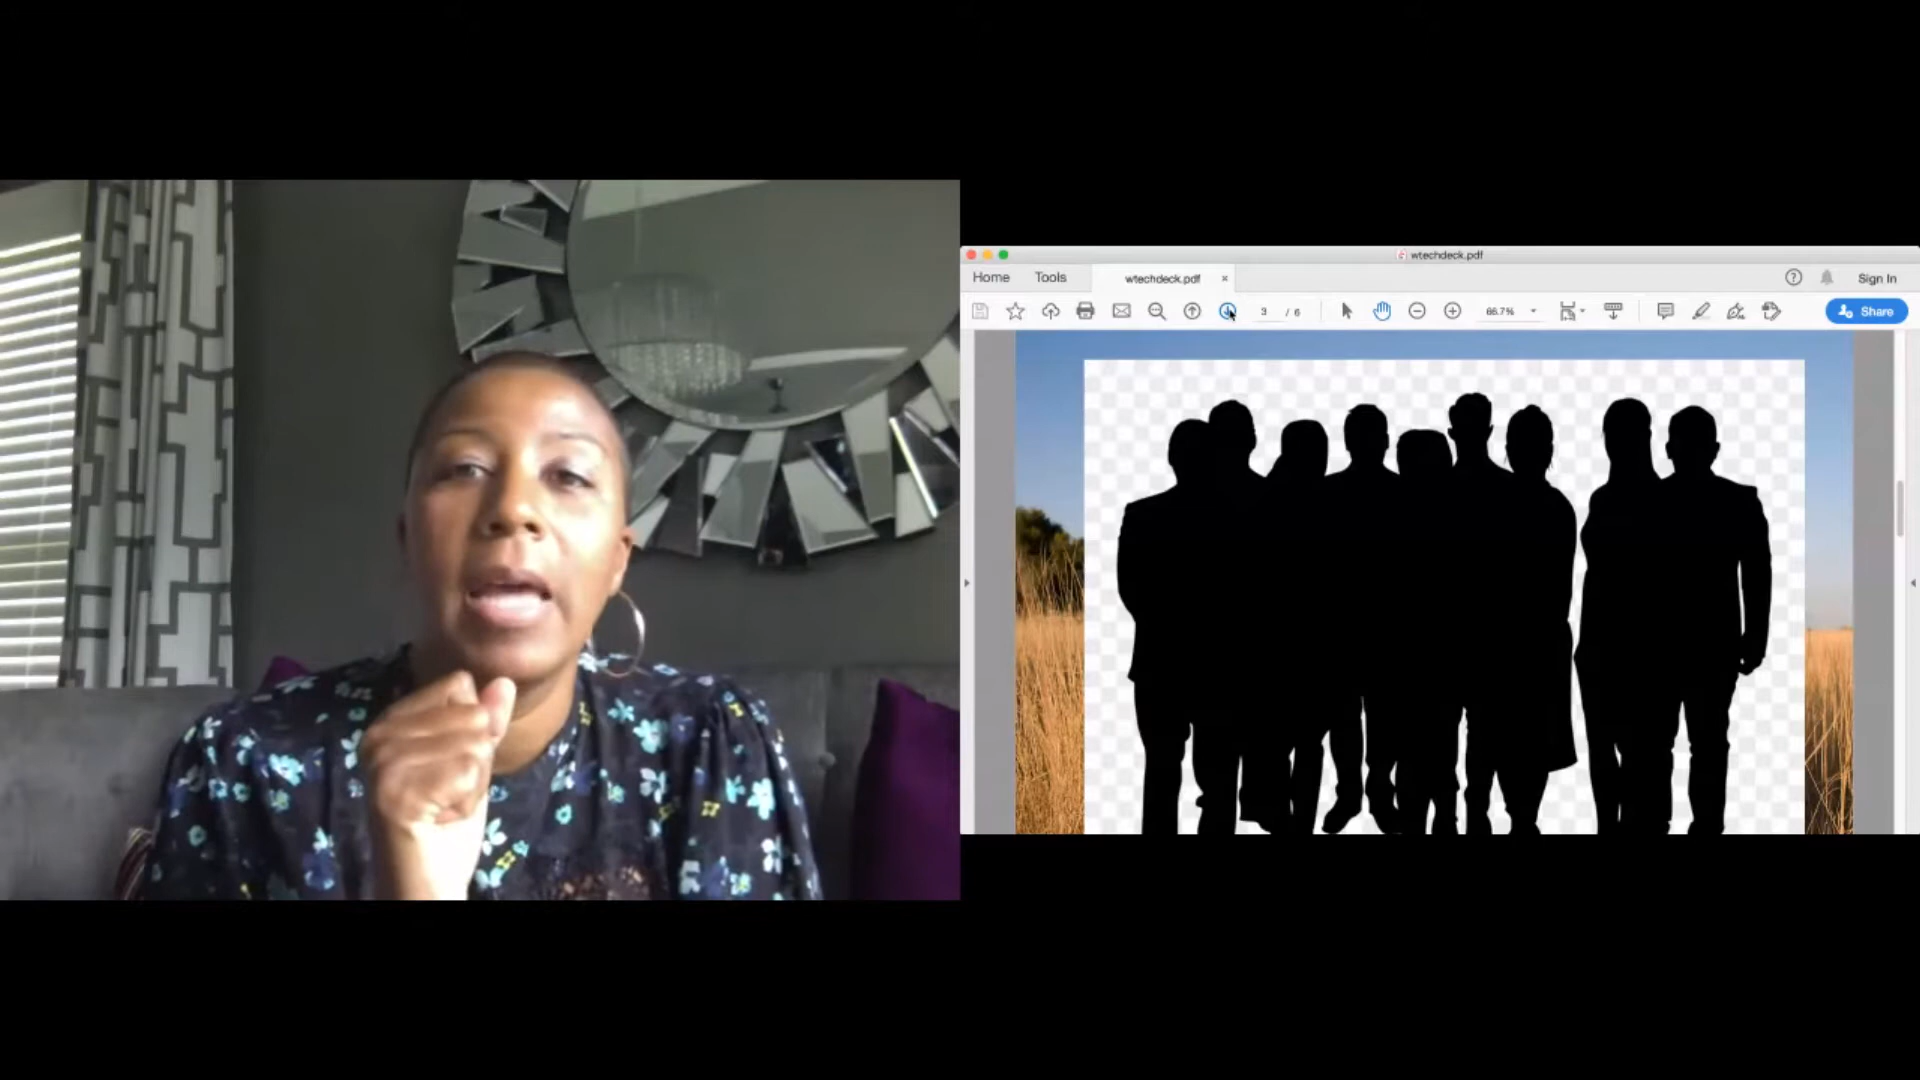 wtechdeck.pdf
Home Tools wtechdeck.pdf × Sign In
3 / 6 66.7% Share